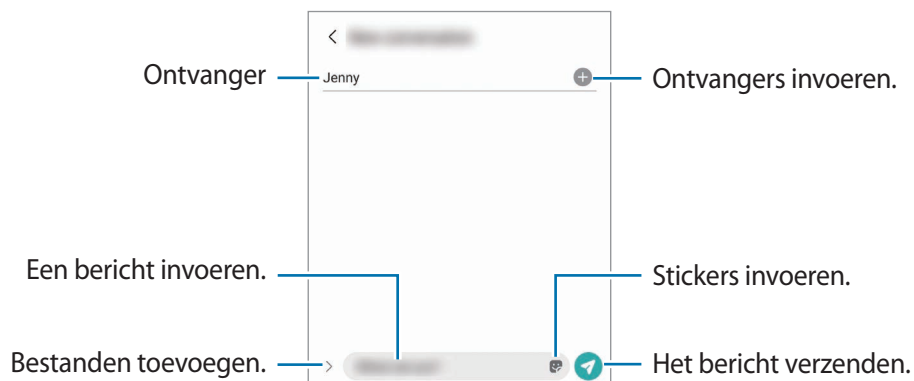 Ontvanger
Jenny
Ontvangers invoeren.
Een bericht invoeren.
Stickers invoeren.
Bestanden toevoegen.
Het bericht verzenden.